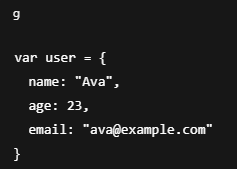 g
var user = {
  name: "Ava",
  age: 23,
  email: "ava@example.com"
}